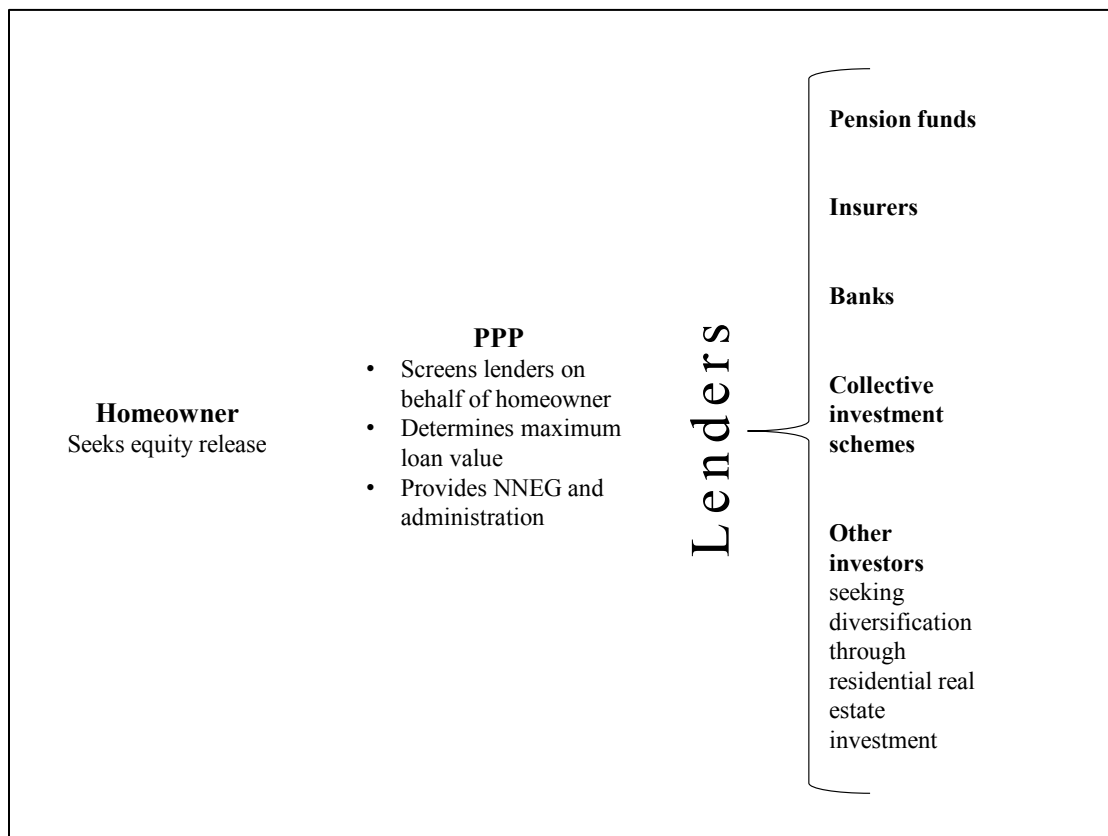 Homeowner
Seeks equity release
PPP
• Screens lenders on
behalf of homeowner
• Determines maximum
loan value
• Provides NNEG and
administration
Lenders
Pension funds
Insurers
Banks
Collective
investment
schemes
Other
investors
seeking
diversification
through
residential real
estate
investment